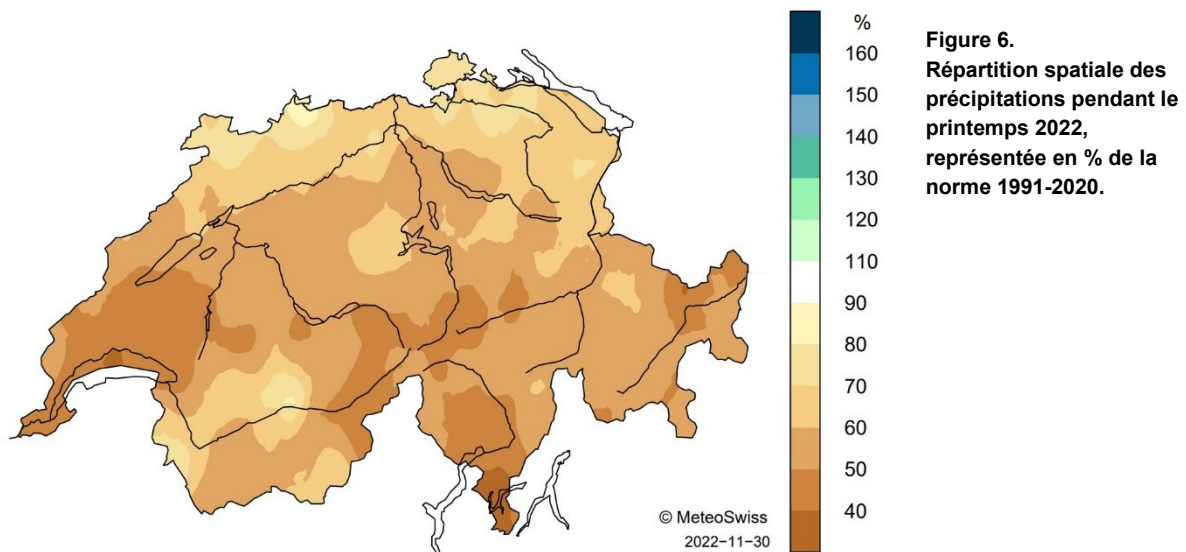 %
160
150
140
130
120
110
90
80
70
60
50
40
© MeteoSwiss
2022-11-30
Figure 6.
Répartition spatiale des
précipitations pendant le
printemps 2022,
représentée en % de la
norme 1991-2020.